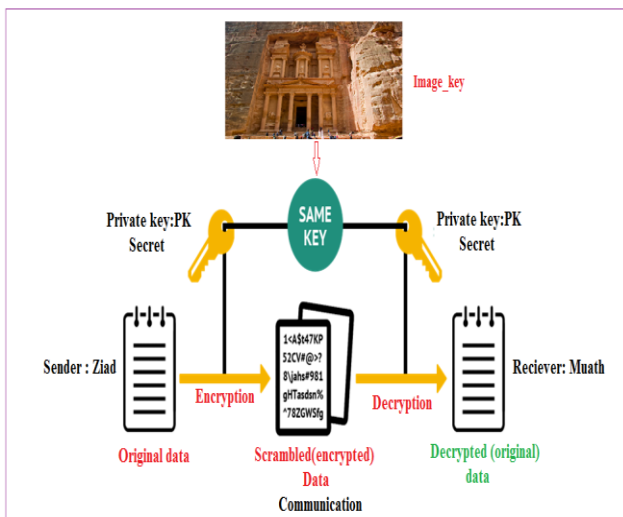 Image_key
SAME
KEY
Private key:PK
Secret
Private key:PK
Secret
Sender : Ziad
1<A$t47KP
52CV#@>?
8\jahs#981
gHTasdsn%
^78ZGWSfg
Reciever: Muath
Encryption
Decryption
Original data
Scrambled(encrypted)
Data
Communication
Decrypted (original)
data